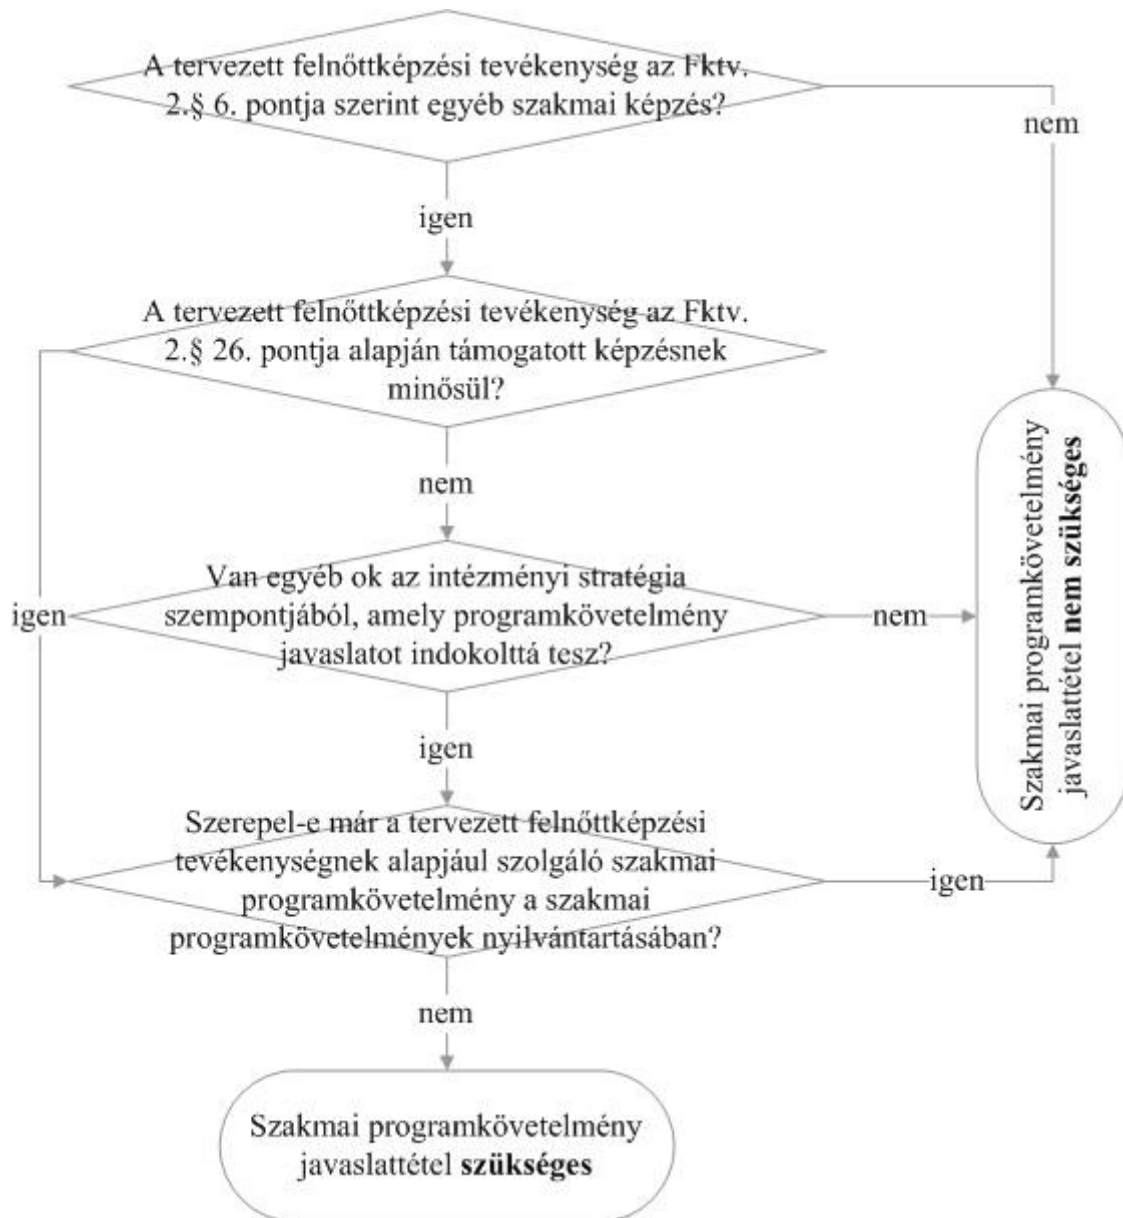 A tervezett felnőttképzési tevékenység az Fktv.
2.§ 6. pontja szerint egyéb szakmai képzés?
nem
igen
A tervezett felnőttképzési tevékenység az Fktv.
2.§ 26. pontja alapján támogatott képzésnek
minősül?
nem
igen
Van egyéb ok az intézményi stratégia
szempontjából, amely programkövetelmény
javaslatot indokolttá tesz?
nem
Szakmai programkövetelmény
javaslattétel nem szükséges
igen
Szerepel-e már a tervezett felnőttképzési
tevékenységnek alapjául szolgáló szakmai
programkövetelmény a szakmai
programkövetelmények nyilvántartásában?
igen
nem
Szakmai programkövetelmény
javaslattétel szükséges